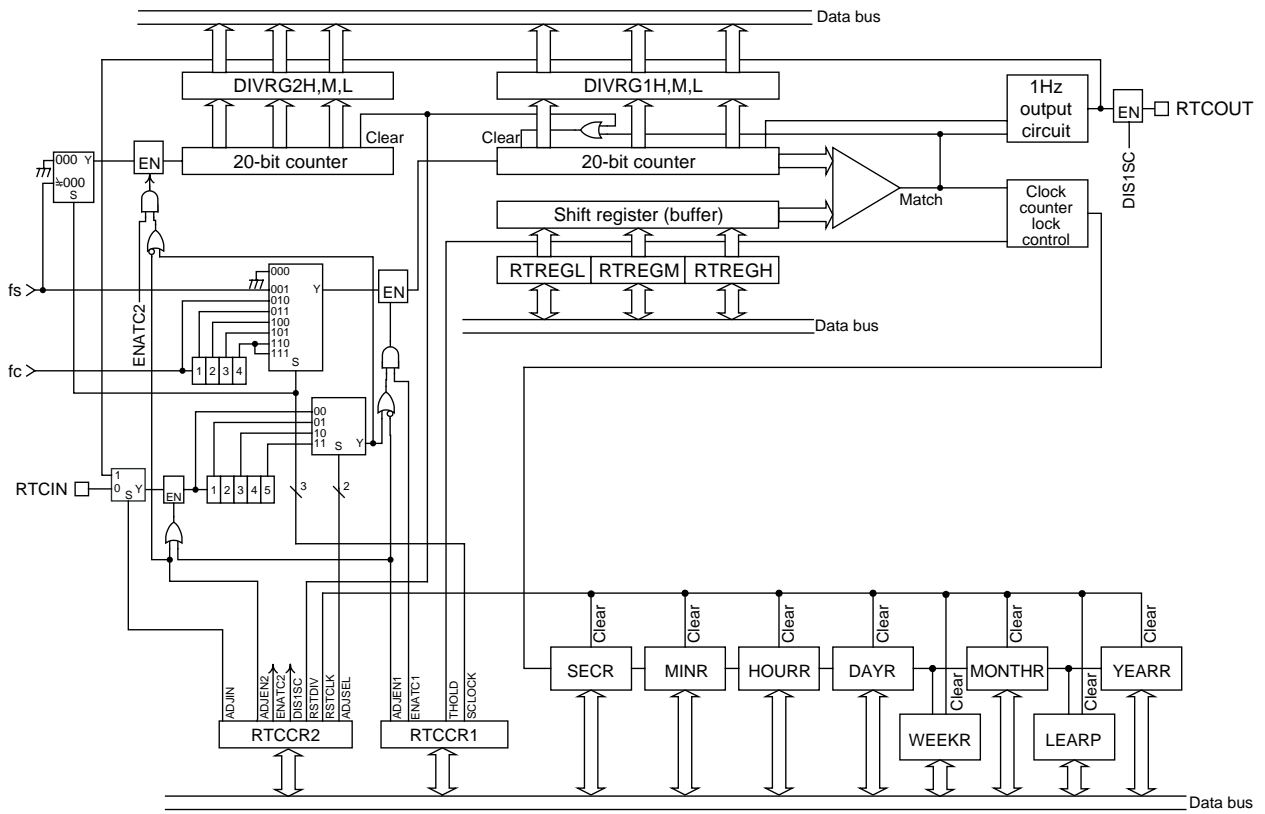 Data bus
DIVRG2H,M,L
DIVRG1H,M,L
1Hz
output
circuit
EN
RTCOUT
Clear
Clear
000 Y
≠000
S
EN
20-bit counter
20-bit counter
DIS1SC
Match
Shift register (buffer)
Clock
counter
lock
control
RTREGL
RTREGM
RTREGH
Data bus
ENATC2
fs
000
001
010
011
100
101
110
111
Y
S
EN
fc
1 2 3 4
00
01
10
11
S
Y
RTCIN
1
0
S
Y
EN
1 2 3 4 5
3
2
Clear
Clear
Clear
Clear
Clear
Clear
Clear
Clear
SECR
MINR
HOURR
DAYR
MONTHR
YEARR
WEEKR
LEARP
ADJIN
ADJEN2
ENATC2
DIS1SC
RSTDIV
RSTCLK
ADJSEL
ADJEN1
ENATC1
THOLD
SCLOCK
RTCCR2
RTCCR1
Data bus